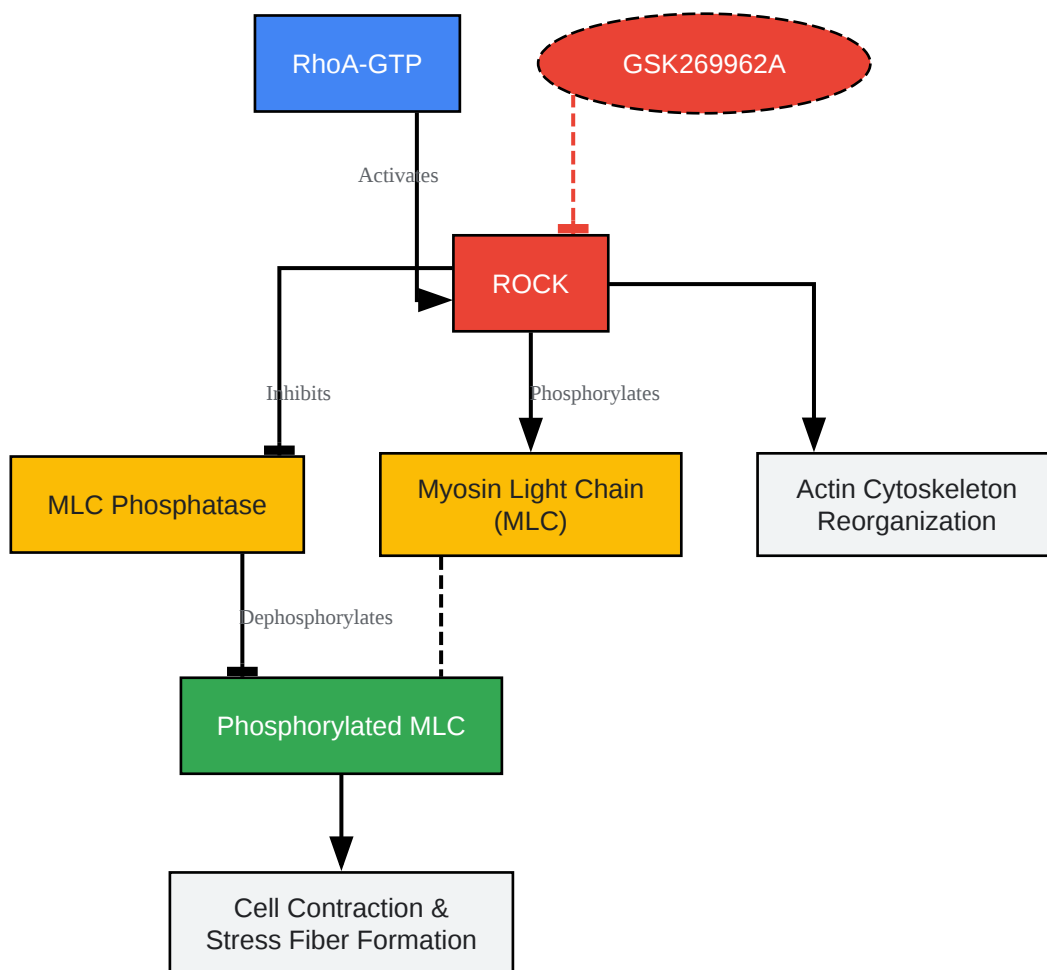 RhoA-GTP
GSK269962A
Activates
ROCK
Inhibits
Phosphorylates
MLC Phosphatase
Myosin Light Chain
(MLC)
Actin Cytoskeleton
Reorganization
Dephosphorylates
Phosphorylated MLC
Cell Contraction &
Stress Fiber Formation